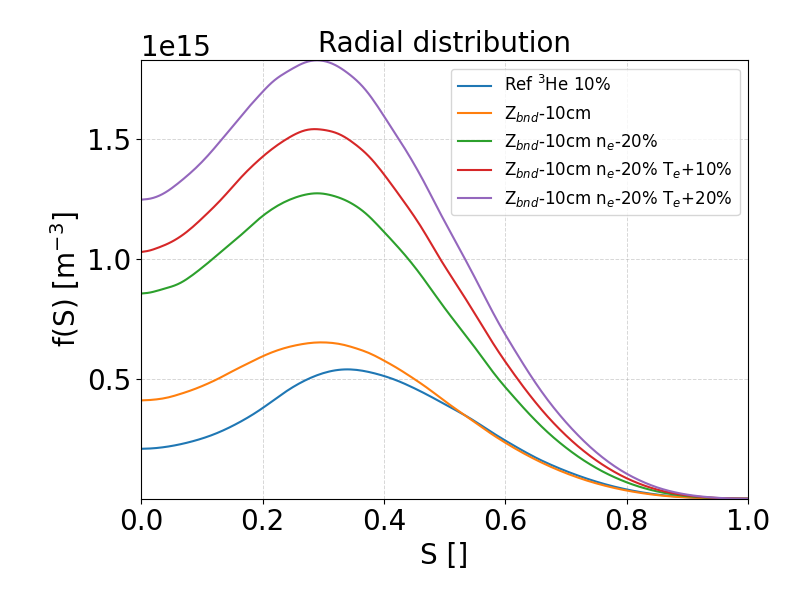 Radial distribution
1e15
1.5
1.0
0.5
f(S) [m⁻³]
Ref ³He 10%
Z_bnd-10cm
Z_bnd-10cm n_e-20%
Z_bnd-10cm n_e-20% T_e+10%
Z_bnd-10cm n_e-20% T_e+20%
0.0 0.2 0.4 0.6 0.8 1.0
S []